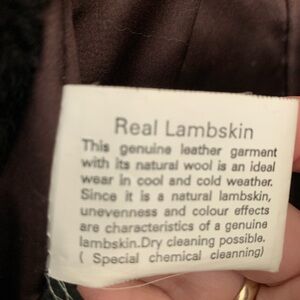 Real Lambskin
This genuine leather garment
with its natural wool is an ideal
wear in cool and cold weather.
Since it is a natural lambskin,
unevenness and colour effects
are characteristics of a genuine
lambskin.Dry cleaning possible.
( Special chemical cleanning)